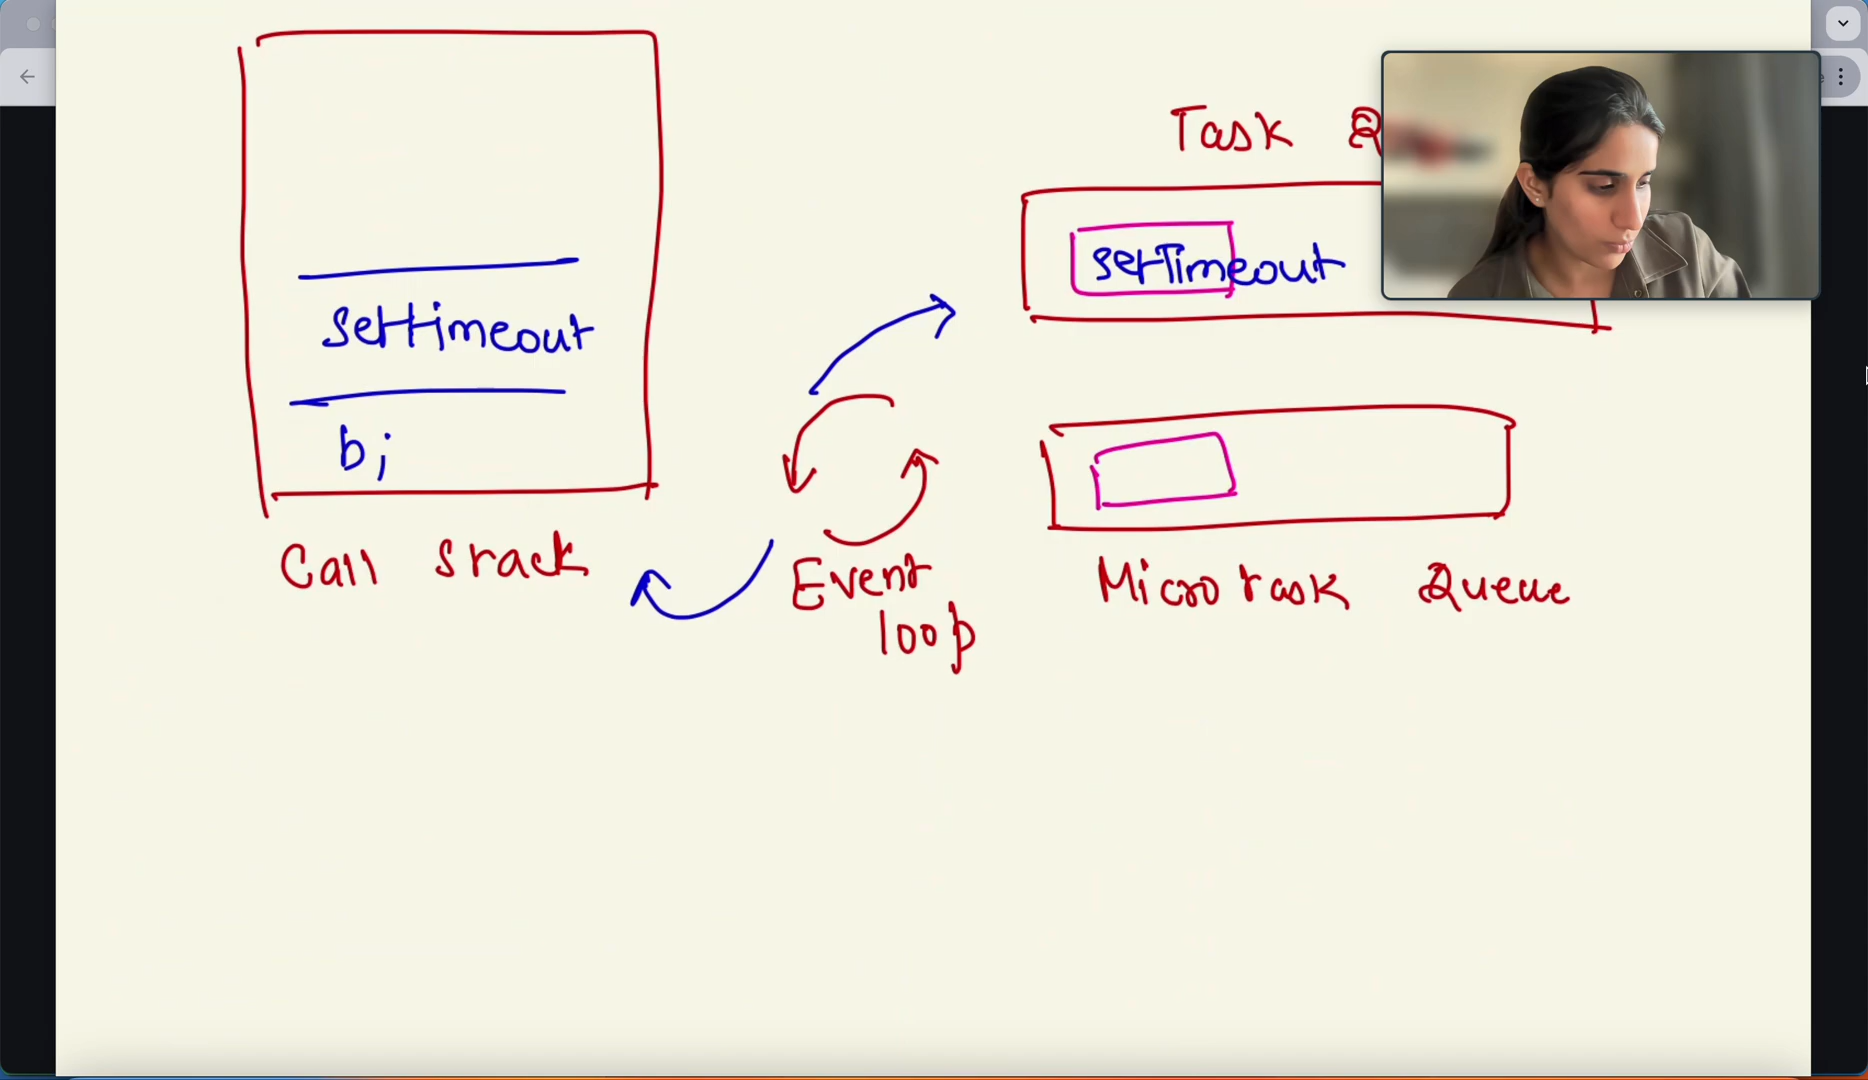 Task
setTimeout
settimeout
b;
Call Stack
Event
loop
Microtask Queue